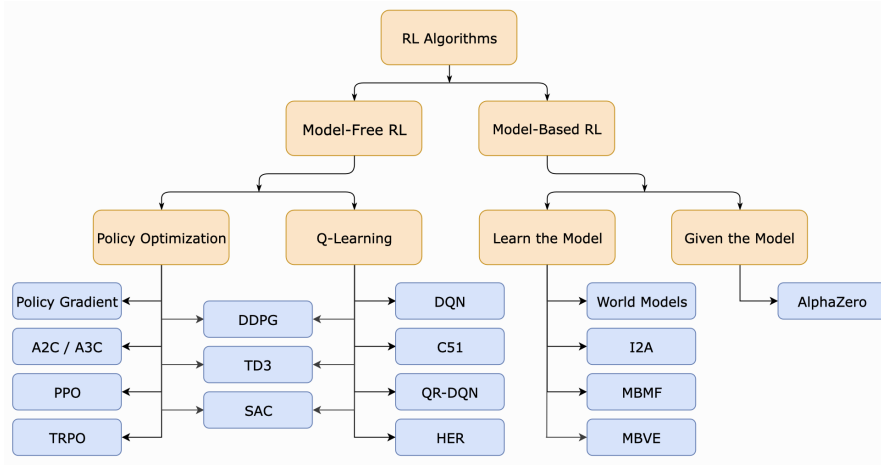 RL Algorithms
Model-Free RL
Model-Based RL
Policy Optimization
Q-Learning
Learn the Model
Given the Model
Policy Gradient
DDPG
DQN
World Models
AlphaZero
A2C / A3C
TD3
C51
I2A
PPO
SAC
QR-DQN
MBMF
TRPO
HER
MBVE